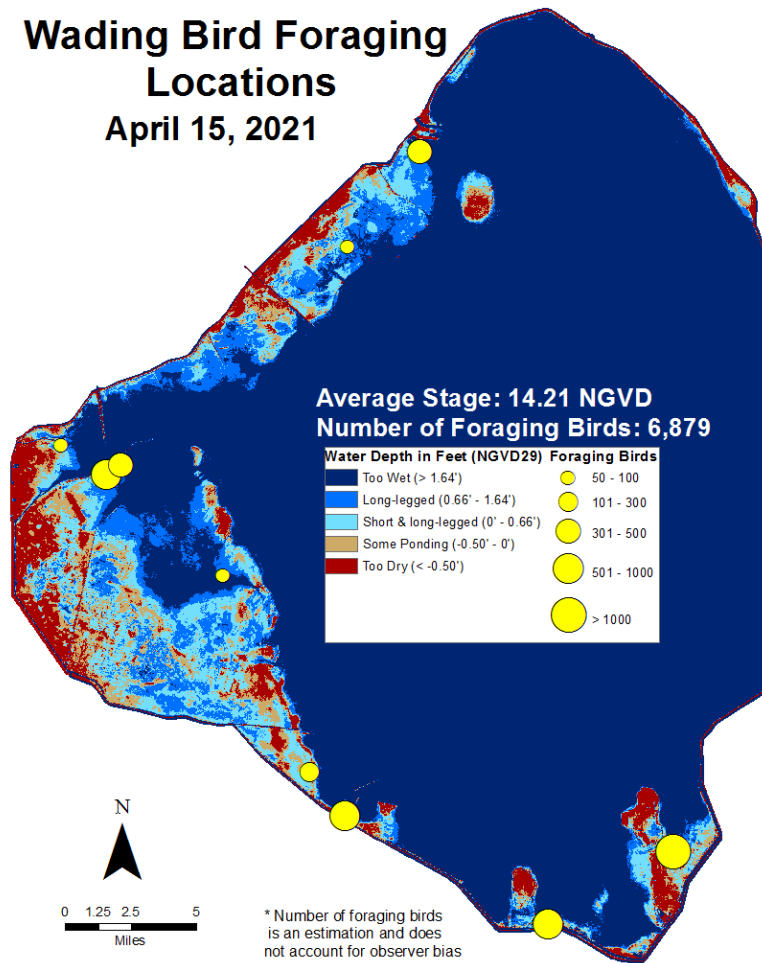 Wading Bird Foraging
Locations
April 15, 2021
Average Stage: 14.21 NGVD
Number of Foraging Birds: 6,879
Water Depth in Feet (NGVD29)
Too Wet (> 1.64')
Long-legged (0.66' - 1.64')
Short & long-legged (0' - 0.66')
Some Ponding (-0.50' - 0')
Too Dry (< -0.50')
Foraging Birds
50 - 100
101 - 300
301 - 500
501 - 1000
> 1000
N
0 1.25 2.5 5
Miles
* Number of foraging birds
is an estimation and does
not account for observer bias